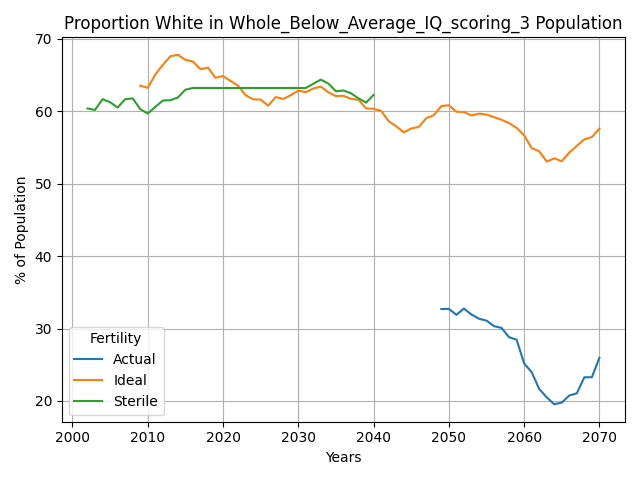 Proportion White in Whole_Below_Average_IQ_scoring_3 Population
% of Population
70
60
50
40
30
20
Fertility
Actual
Ideal
Sterile
2000 2010 2020 2030 2040 2050 2060 2070
Years